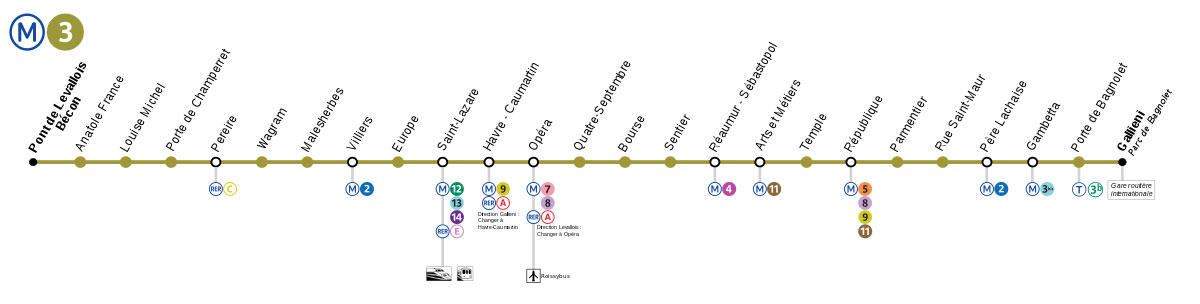 M 3
Pont de Levallois
Bécon
Anatole France
Louise Michel
Porte de Champerret
Pereire
Wagram
Malesherbes
Villiers
Europe
Saint-Lazare
Havre - Caumartin
Opéra
Quatre-Septembre
Bourse
Sentier
Réaumur - Sébastopol
Arts et Métiers
Temple
République
Parmentier
Rue Saint-Maur
Père Lachaise
Gambetta
Porte de Bagnolet
Gallieni
Parc de Bagnolet
RER C
M 2
M 12
13
14
RER E
M 9
RER A
Direction Gallieni :
Changer à
Havre-Caumartin
M 7
8
RER A
Direction Levallois :
Changer à Opéra
Roissybus
M 4
M 11
M 5
8
9
11
M 2
M 3bis
T 3b
Gare routière
internationale